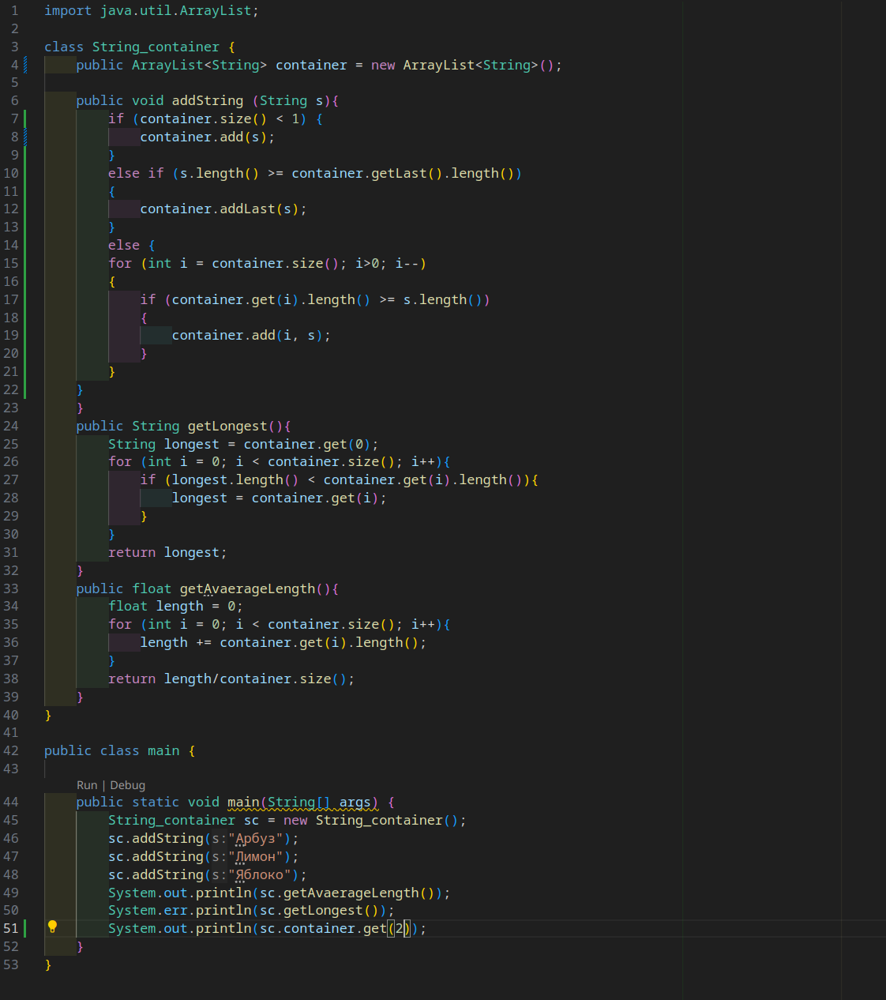 1 import java.util.ArrayList;
2
3 class String_container {
4     public ArrayList<String> container = new ArrayList<String>();
5
6     public void addString (String s){
7         if (container.size() < 1) {
8             container.add(s);
9         }
10         else if (s.length() >= container.getLast().length())
11         {
12             container.addLast(s);
13         }
14         else {
15         for (int i = container.size(); i>0; i--)
16         {
17             if (container.get(i).length() >= s.length())
18             {
19                 container.add(i, s);
20             }
21         }
22     }
23     }
24     public String getLongest(){
25         String longest = container.get(0);
26         for (int i = 0; i < container.size(); i++){
27             if (longest.length() < container.get(i).length()){
28                 longest = container.get(i);
29             }
30         }
31         return longest;
32     }
33     public float getAvaerageLength(){
34         float length = 0;
35         for (int i = 0; i < container.size(); i++){
36             length += container.get(i).length();
37         }
38         return length/container.size();
39     }
40 }
41
42 public class main {
43
Run | Debug
44     public static void main(String[] args) {
45         String_container sc = new String_container();
46         sc.addString(s:"Арбуз");
47         sc.addString(s:"Лимон");
48         sc.addString(s:"Яблоко");
49         System.out.println(sc.getAvaerageLength());
50         System.err.println(sc.getLongest());
51         System.out.println(sc.container.get(2));
52     }
53 }